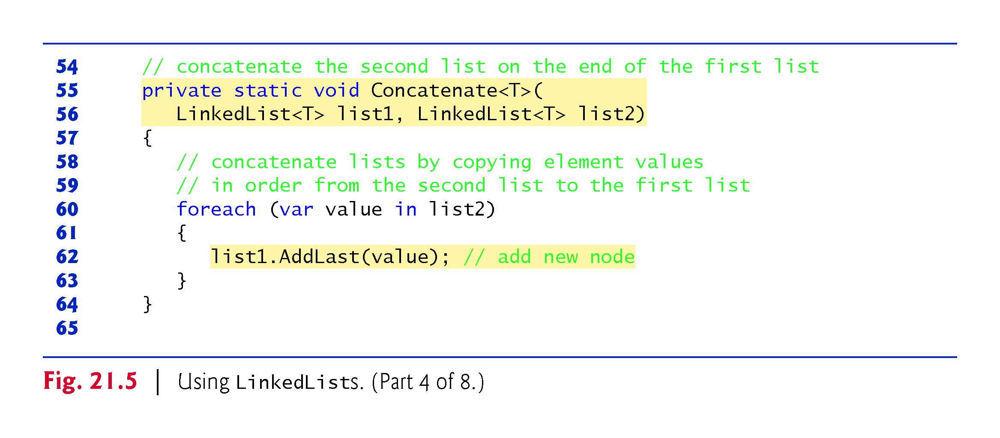 54 // concatenate the second list on the end of the first list
55 private static void Concatenate<T>(
56 LinkedList<T> list1, LinkedList<T> list2)
57 {
58 // concatenate lists by copying element values
59 // in order from the second list to the first list
60 foreach (var value in list2)
61 {
62 list1.AddLast(value); // add new node
63 }
64 }
65
Fig. 21.5 | Using LinkedLists. (Part 4 of 8.)